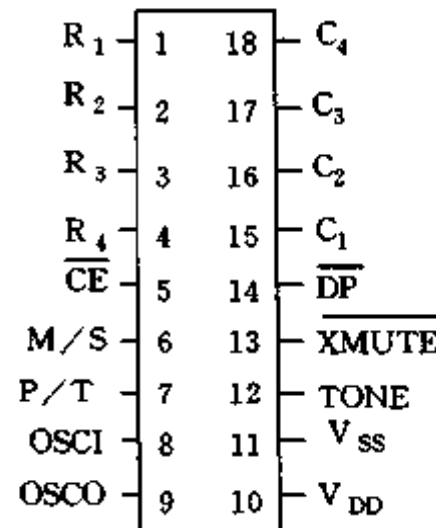 R1 1 18 C4
R2 2 17 C3
R3 3 16 C2
R4 4 15 C1
CE 5 14 DP
M/S 6 13 XMUTE
P/T 7 12 TONE
OSCI 8 11 VSS
OSCO 9 10 VDD